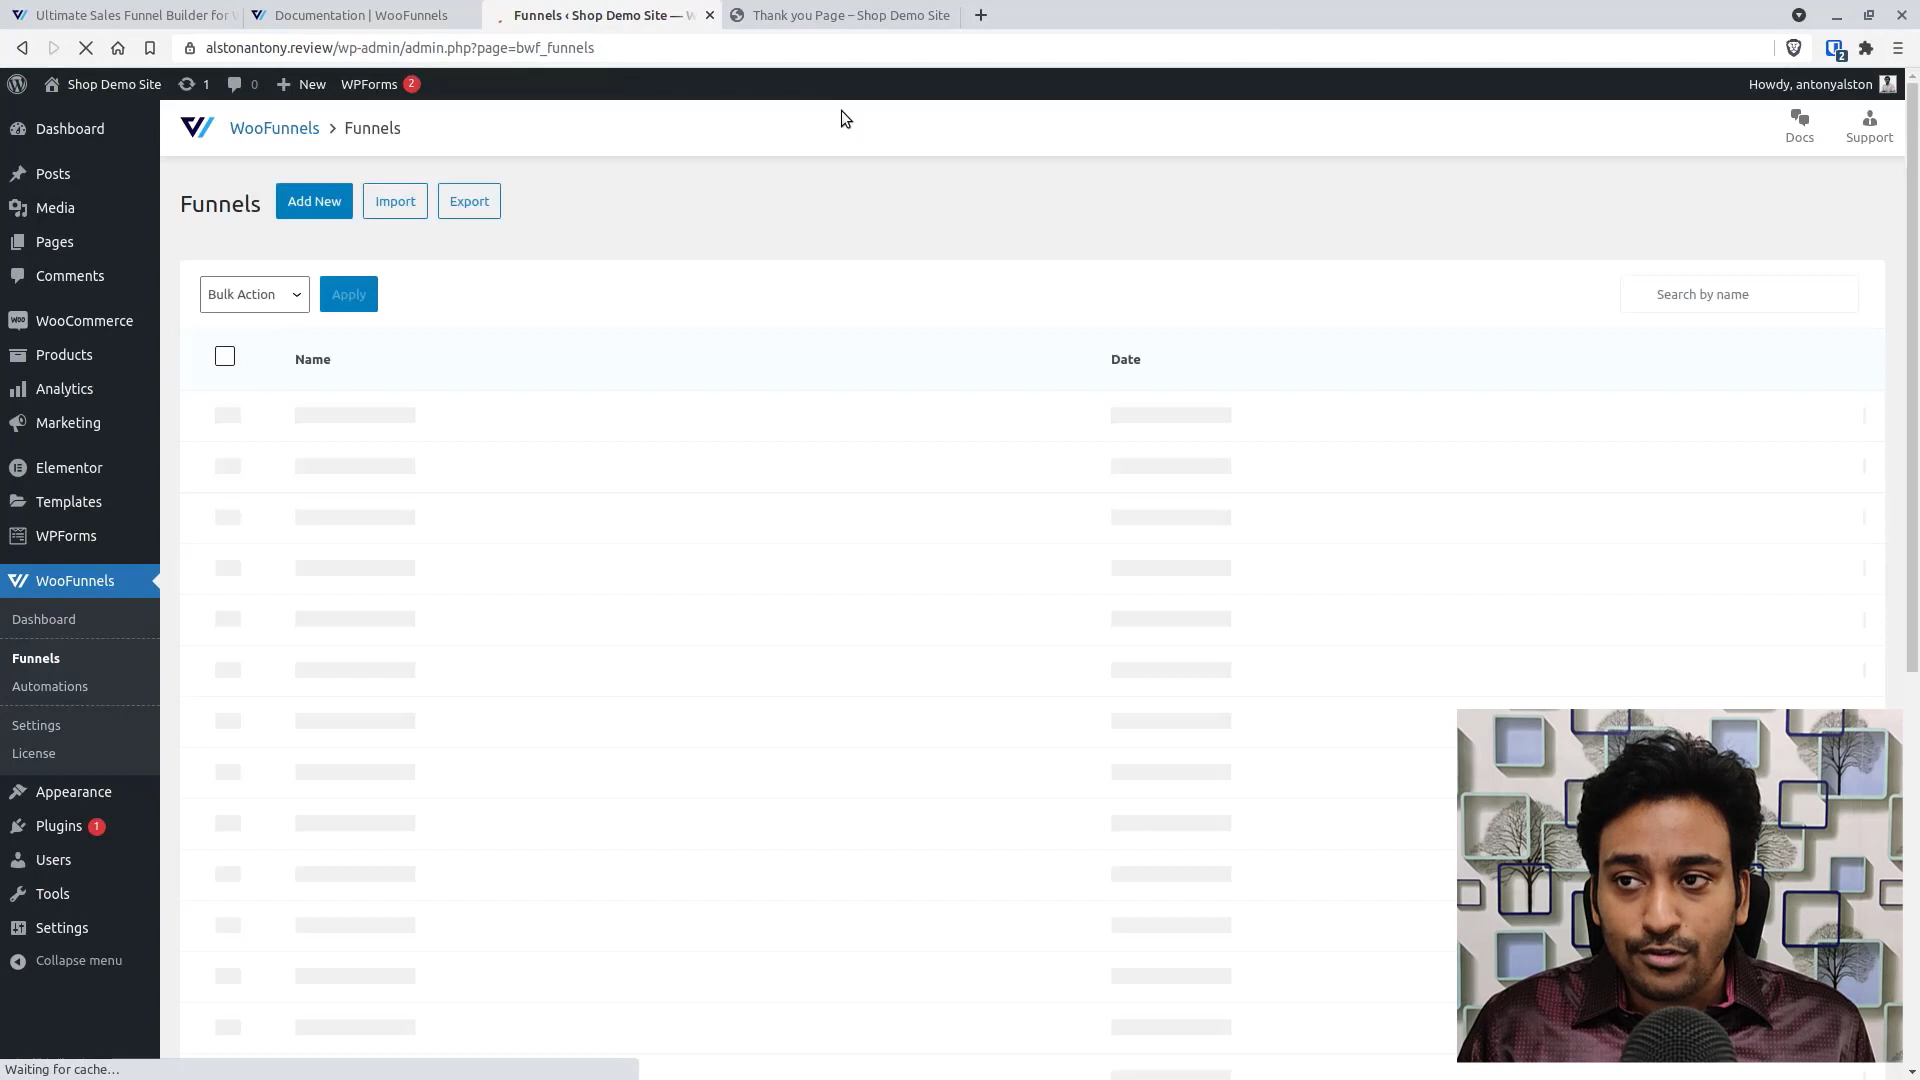 Ultimate Sales Funnel Builder for
Documentation | WooFunnels
Funnels ‹ Shop Demo Site —
Thank you Page – Shop Demo Site
alstonantony.review/wp-admin/admin.php?page=bwf_funnels
2
Shop Demo Site
1
0
New
WPForms 2
Howdy, antonyalston
WooFunnels > Funnels
Docs
Support
Dashboard
Posts
Media
Pages
Comments
WooCommerce
Products
Analytics
Marketing
Elementor
Templates
WPForms
WooFunnels
Dashboard
Funnels
Automations
Settings
License
Appearance
Plugins 1
Users
Tools
Settings
Collapse menu
Funnels
Add New
Import
Export
Bulk Action
Apply
Search by name
Name
Date
Waiting for cache...